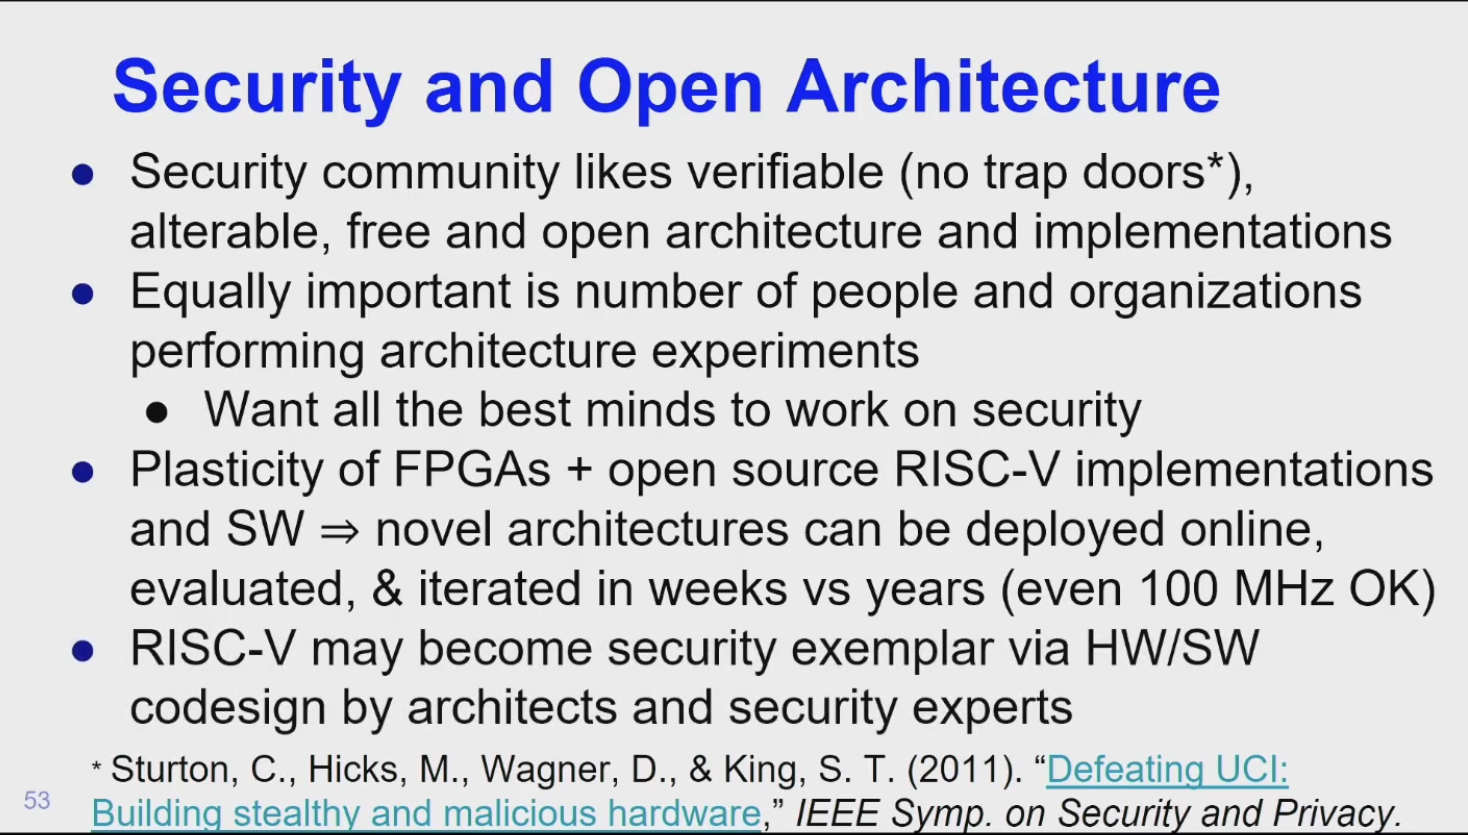 Security and Open Architecture
● Security community likes verifiable (no trap doors*),
alterable, free and open architecture and implementations
● Equally important is number of people and organizations
performing architecture experiments
● Want all the best minds to work on security
● Plasticity of FPGAs + open source RISC-V implementations
and SW ⇒ novel architectures can be deployed online,
evaluated, & iterated in weeks vs years (even 100 MHz OK)
● RISC-V may become security exemplar via HW/SW
codesign by architects and security experts
* Sturton, C., Hicks, M., Wagner, D., & King, S. T. (2011). “Defeating UCI:
Building stealthy and malicious hardware,” IEEE Symp. on Security and Privacy.
53